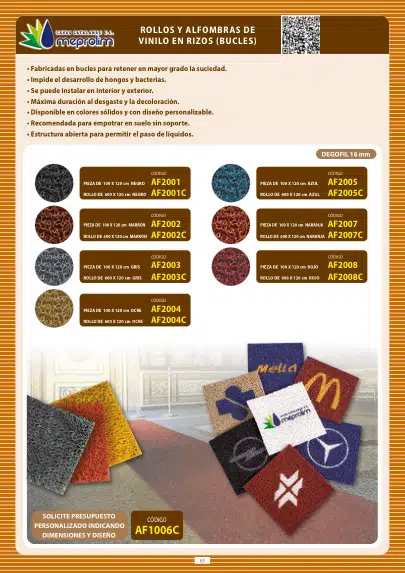 CAPAS CATALANAS S.L.
meprolim
ROLLOS Y ALFOMBRAS DE
VINILO EN RIZOS (BUCLES)
• Fabricadas en bucles para retener en mayor grado la suciedad.
• Impide el desarrollo de hongos y bacterias.
• Se puede instalar en interior y exterior.
• Máxima duración al desgaste y la decoloración.
• Disponible en colores sólidos y con diseño personalizable.
• Recomendada para empotrar en suelo sin soporte.
• Estructura abierta para permitir el paso de líquidos.
DEGOFIL 16 mm
CÓDIGO
PIEZA DE 100 X 120 cm NEGRO AF2001
ROLLO DE 600 X 120 cm NEGRO AF2001C
CÓDIGO
PIEZA DE 100 X 120 cm MARRÓN AF2002
ROLLO DE 600 X 120 cm MARRÓN AF2002C
CÓDIGO
PIEZA DE 100 X 120 cm GRIS AF2003
ROLLO DE 600 X 120 cm GRIS AF2003C
CÓDIGO
PIEZA DE 100 X 120 cm OCRE AF2004
ROLLO DE 600 X 120 cm OCRE AF2004C
CÓDIGO
PIEZA DE 100 X 120 cm AZUL AF2005
ROLLO DE 600 X 120 cm AZUL AF2005C
CÓDIGO
PIEZA DE 100 X 120 cm NARANJA AF2007
ROLLO DE 600 X 120 cm NARANJA AF2007C
CÓDIGO
PIEZA DE 100 X 120 cm ROJO AF2008
ROLLO DE 600 X 120 cm ROJO AF2008C
Melia
meprolim
SOLICITE PRESUPUESTO
PERSONALIZADO INDICANDO
DIMENSIONES Y DISEÑO
CÓDIGO
AF1006C